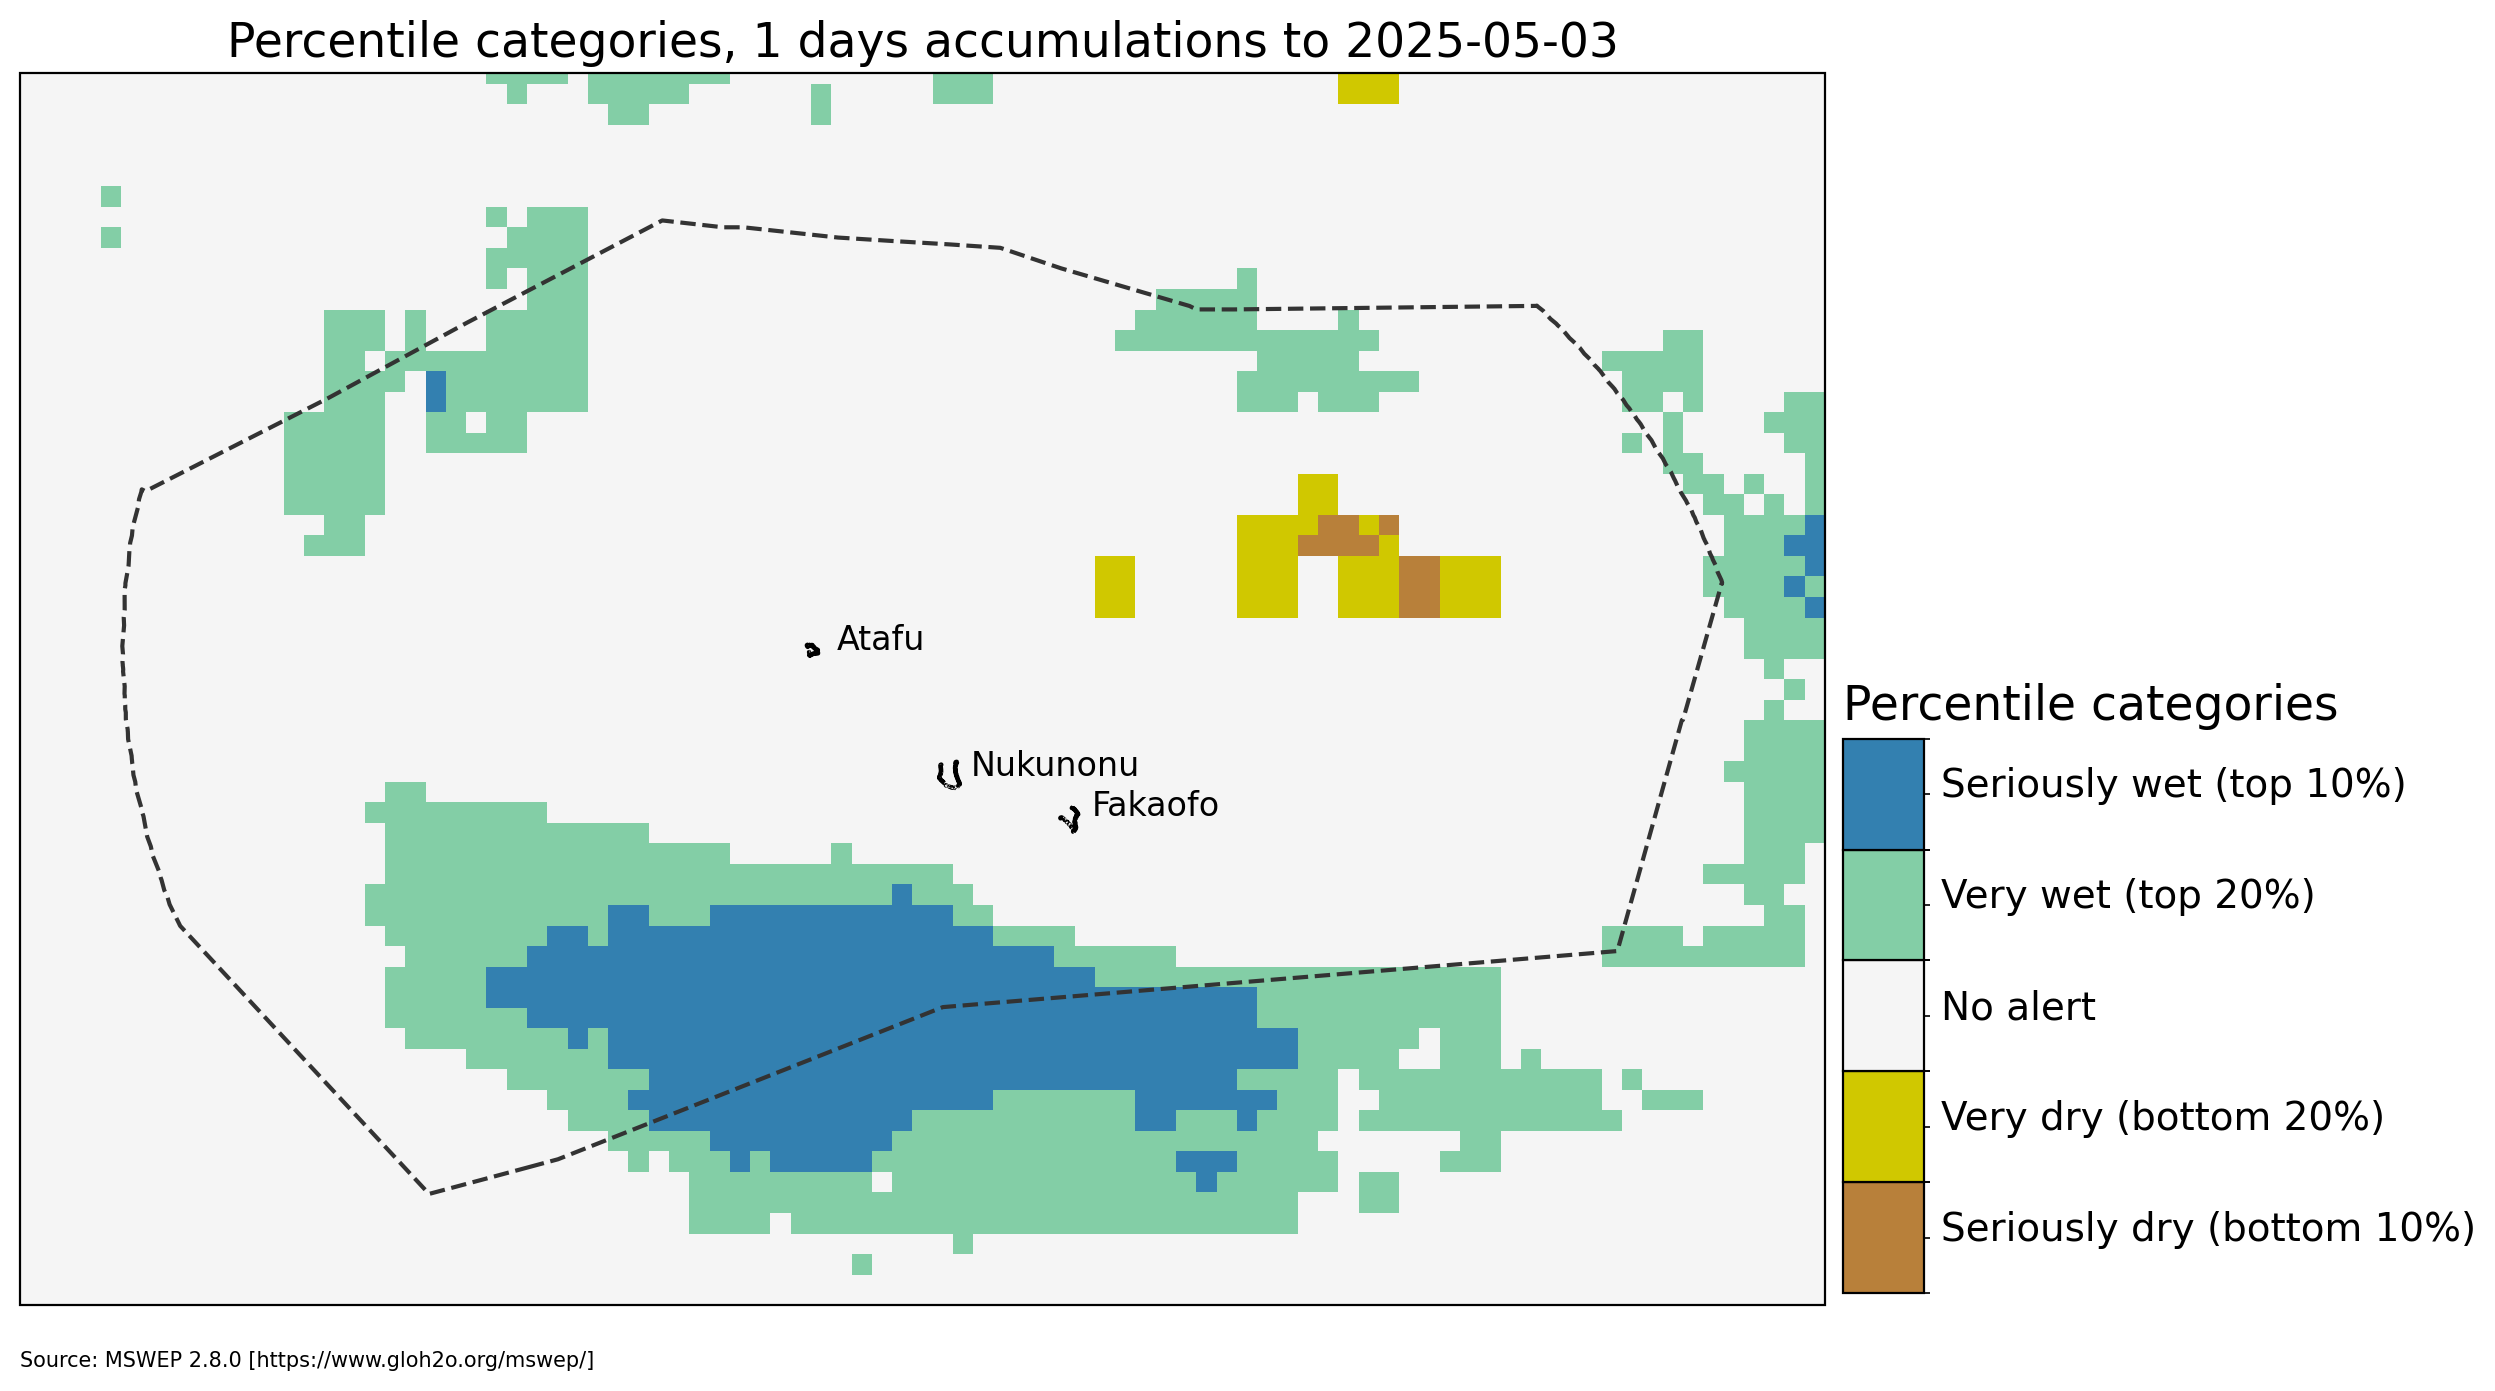 Percentile categories, 1 days accumulations to 2025-05-03
Atafu
Nukunonu
Fakaofo
Percentile categories
Seriously wet (top 10%)
Very wet (top 20%)
No alert
Very dry (bottom 20%)
Seriously dry (bottom 10%)
Source: MSWEP 2.8.0 [https://www.gloh2o.org/mswep/]